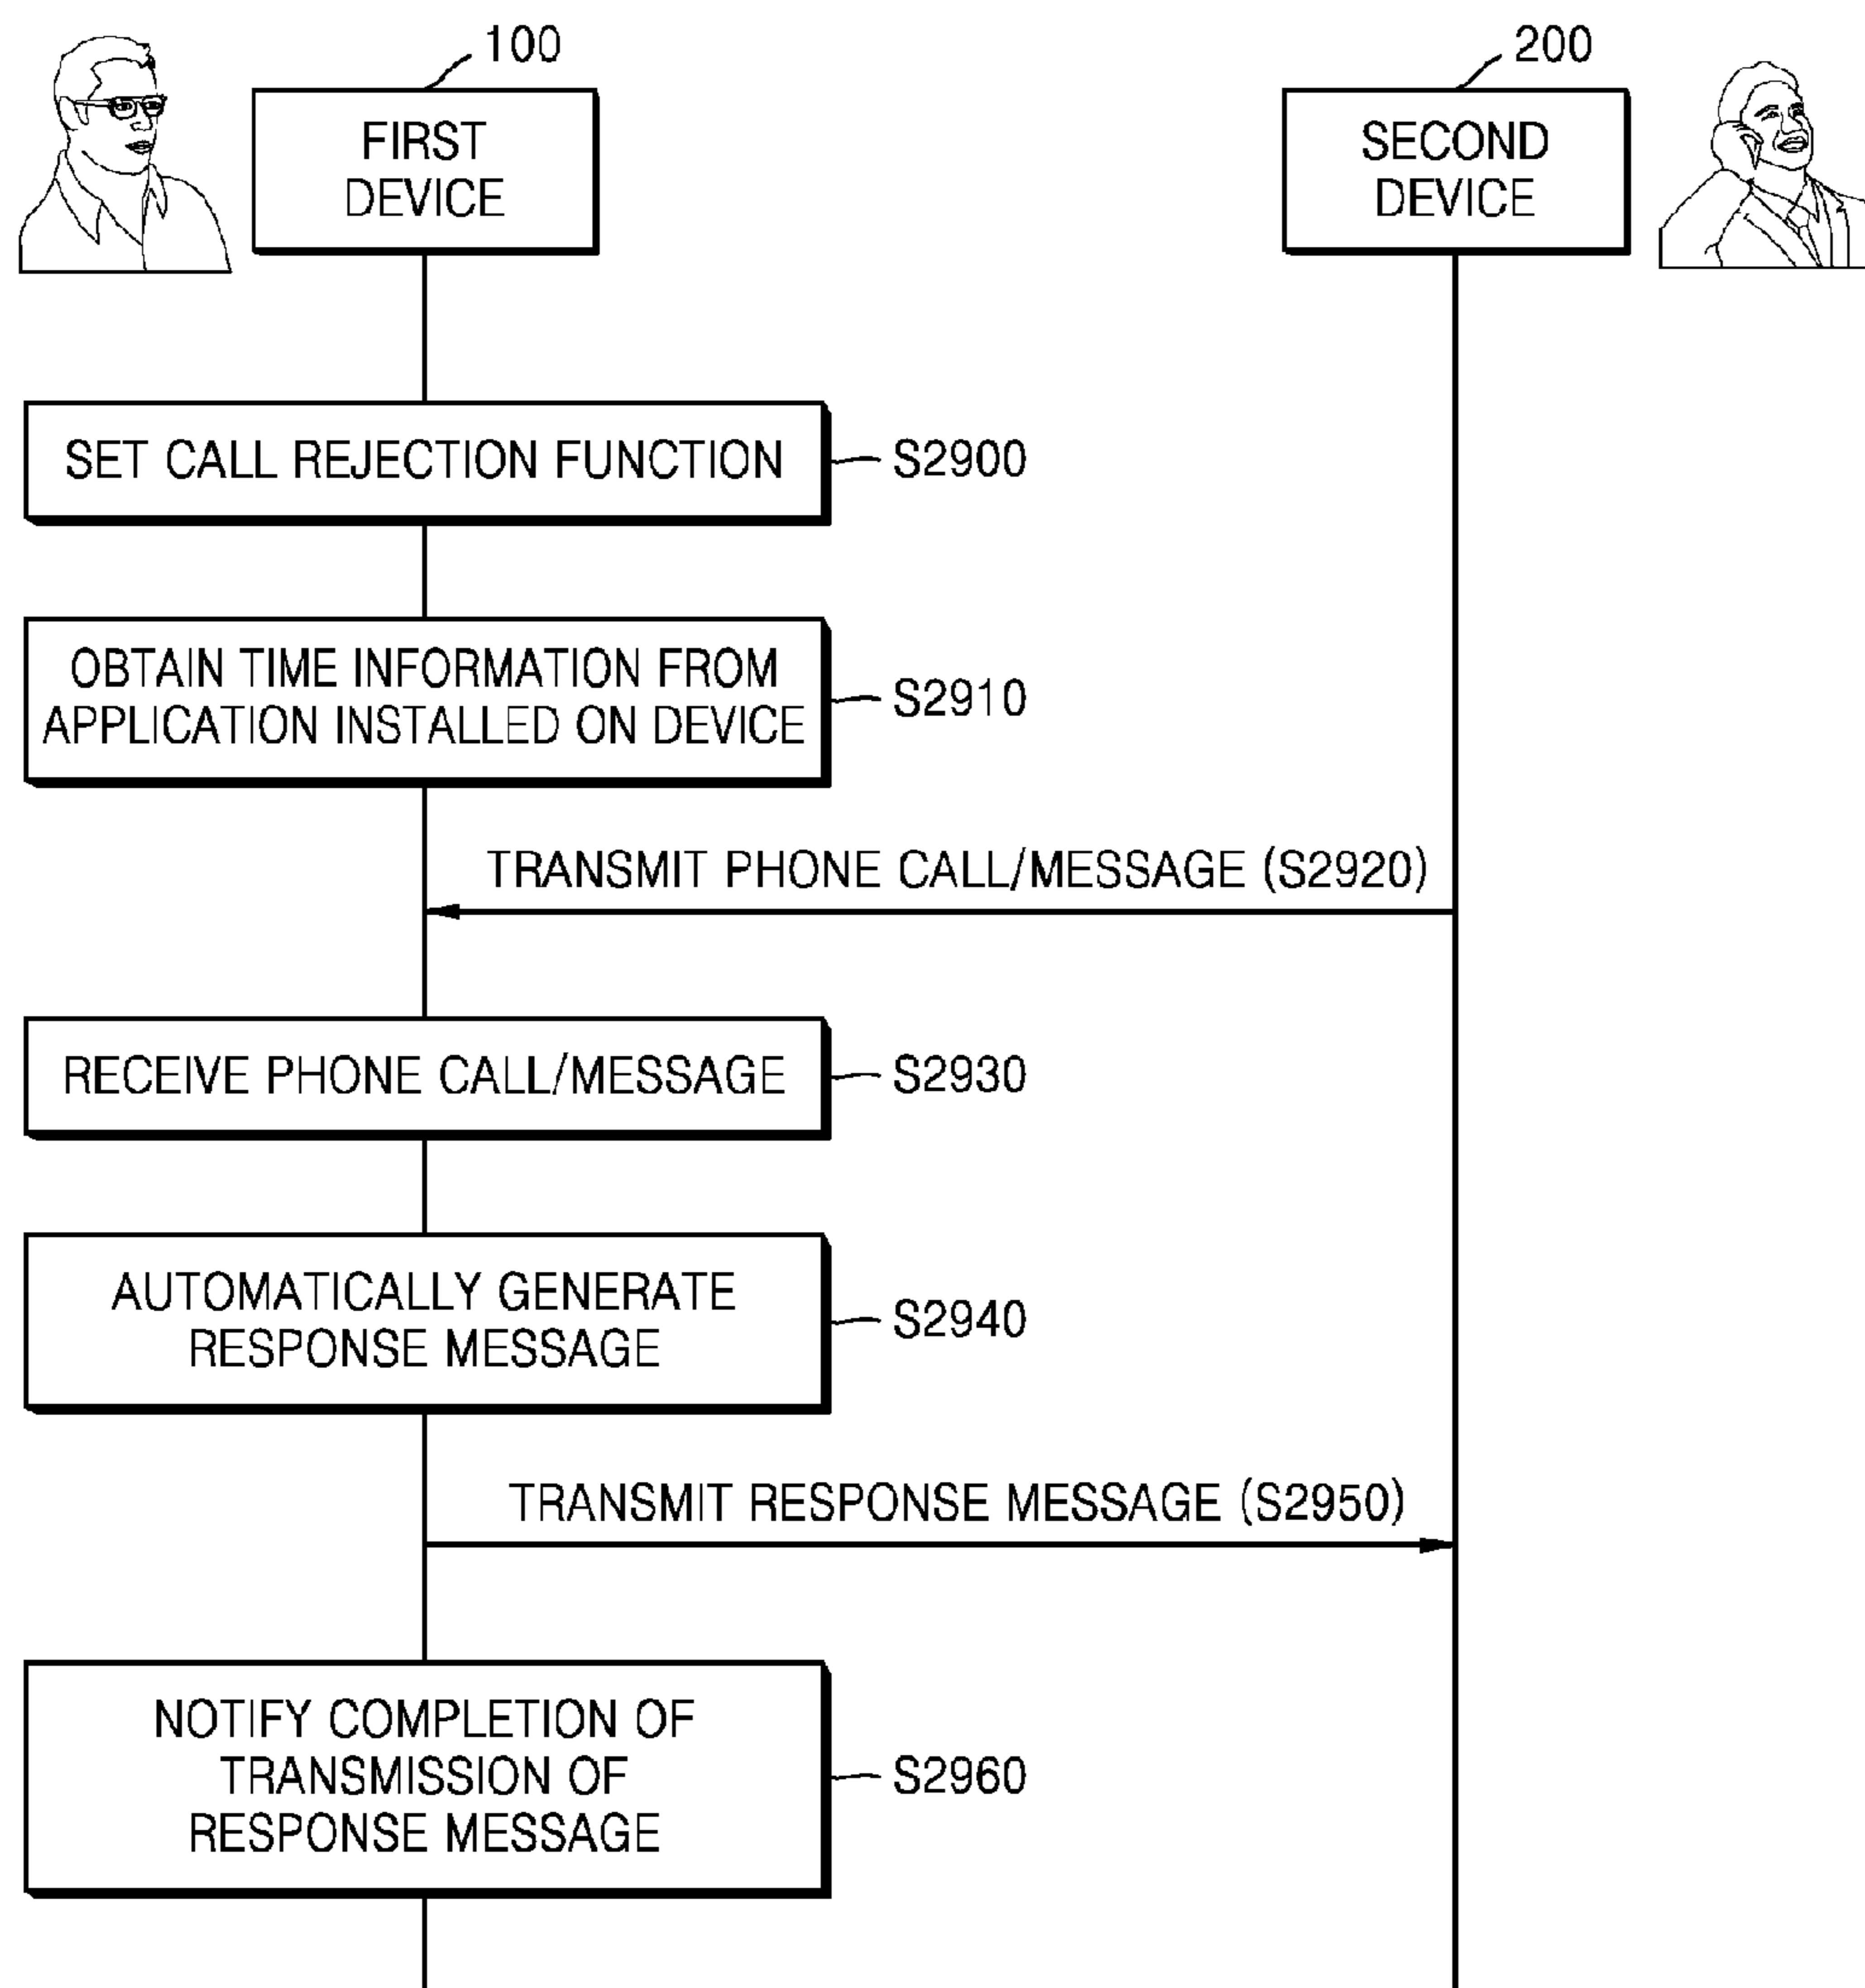 100
200
FIRST
DEVICE
SECOND
DEVICE
SET CALL REJECTION FUNCTION
S2900
OBTAIN TIME INFORMATION FROM
APPLICATION INSTALLED ON DEVICE
S2910
TRANSMIT PHONE CALL/MESSAGE (S2920)
RECEIVE PHONE CALL/MESSAGE
S2930
AUTOMATICALLY GENERATE
RESPONSE MESSAGE
S2940
TRANSMIT RESPONSE MESSAGE (S2950)
NOTIFY COMPLETION OF
TRANSMISSION OF
RESPONSE MESSAGE
S2960